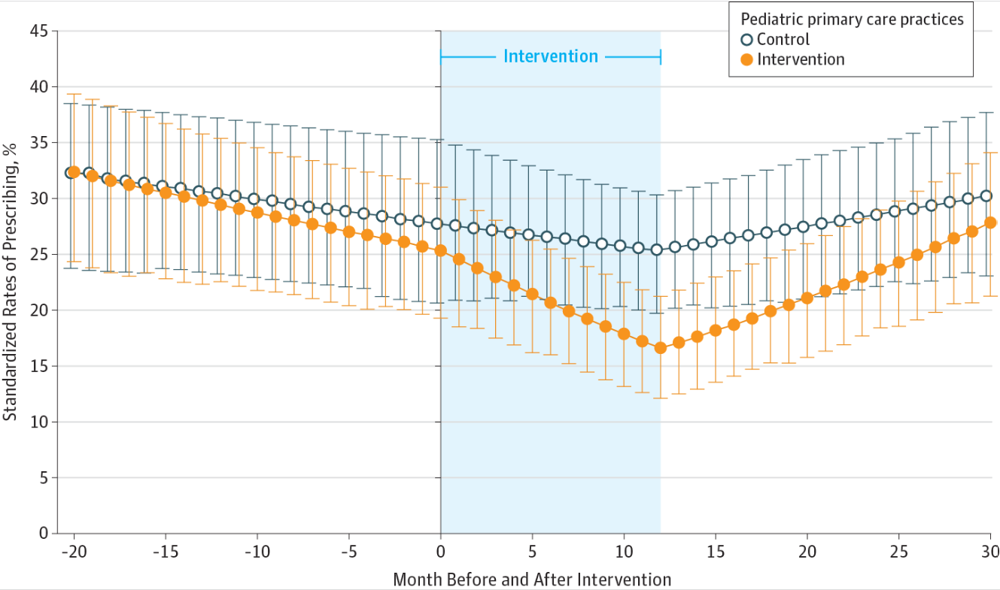 Pediatric primary care practices
Control
Intervention
Intervention
Standardized Rates of Prescribing, %
45
40
35
30
25
20
15
10
5
0
-20 -15 -10 -5 0 5 10 15 20 25 30
Month Before and After Intervention